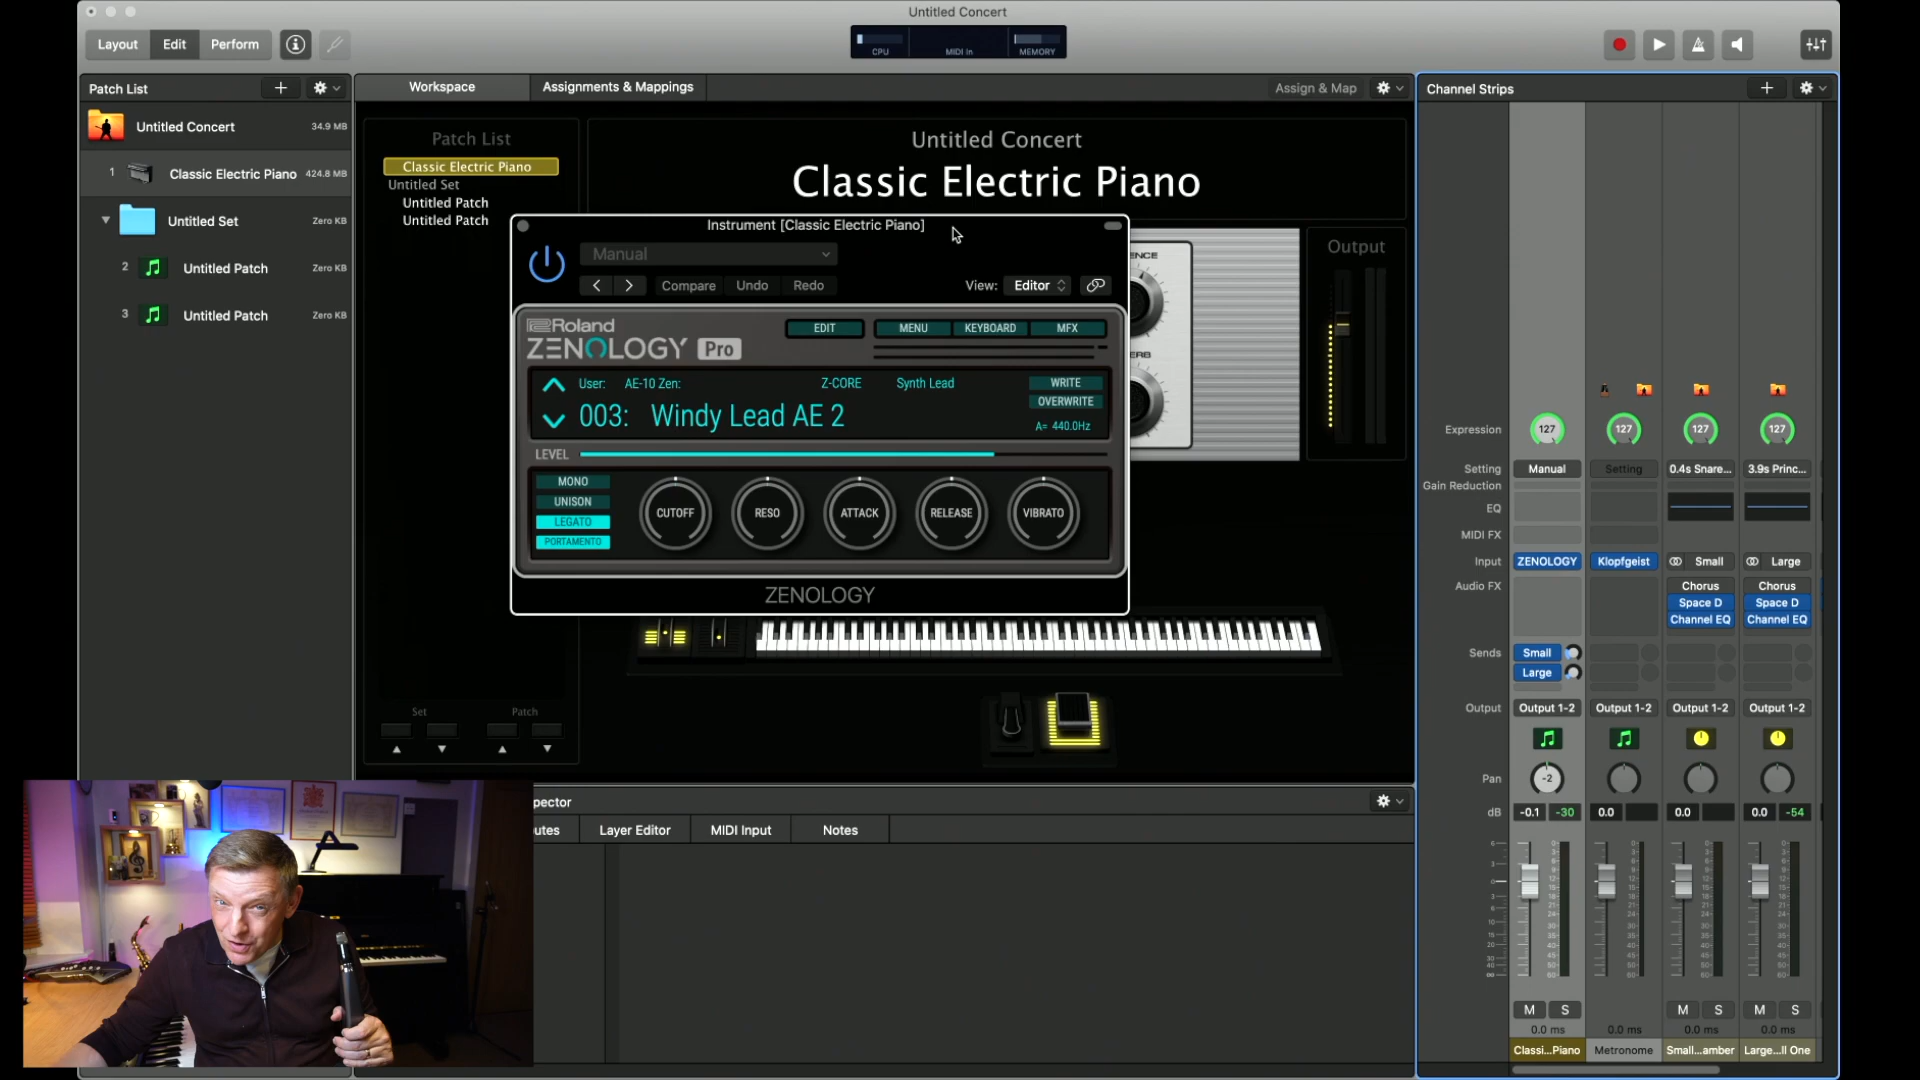 Untitled Concert
Layout
Edit
Perform
CPU
MIDI In
MEMORY
Patch List
Untitled Concert
34.9 MB
1
Classic Electric Piano
424.8 MB
Untitled Set
Zero KB
2
Untitled Patch
Zero KB
3
Untitled Patch
Zero KB
Workspace
Assignments & Mappings
Assign & Map
Patch List
Classic Electric Piano
Untitled Set
Untitled Patch
Untitled Patch
Set
Patch
Untitled Concert
Classic Electric Piano
Output
ENCE
ERB
Instrument [Classic Electric Piano]
Manual
Compare
Undo
Redo
View:
Editor
Roland
ZENOLOGY Pro
EDIT
MENU
KEYBOARD
MFX
User:
AE-10 Zen:
Z-CORE
Synth Lead
WRITE
OVERWRITE
003: Windy Lead AE 2
A= 440.0Hz
LEVEL
MONO
UNISON
LEGATO
PORTAMENTO
CUTOFF
RESO
ATTACK
RELEASE
VIBRATO
ZENOLOGY
pector
utes
Layer Editor
MIDI Input
Notes
Channel Strips
Expression
127
127
127
127
Setting
Manual
Setting
0.4s Snare...
3.9s Princ...
Gain Reduction
EQ
MIDI FX
Input
ZENOLOGY
Klopfgeist
Small
Large
Audio FX
Chorus
Chorus
Space D
Space D
Channel EQ
Channel EQ
Sends
Small
Large
Output
Output 1-2
Output 1-2
Output 1-2
Output 1-2
Pan
-2
dB
-0.1
-30
0.0
0.0
0.0
-54
M
S
M
S
M
S
0.0 ms
0.0 ms
0.0 ms
0.0 ms
Classi...Piano
Metronome
Small...amber
Large...ll One